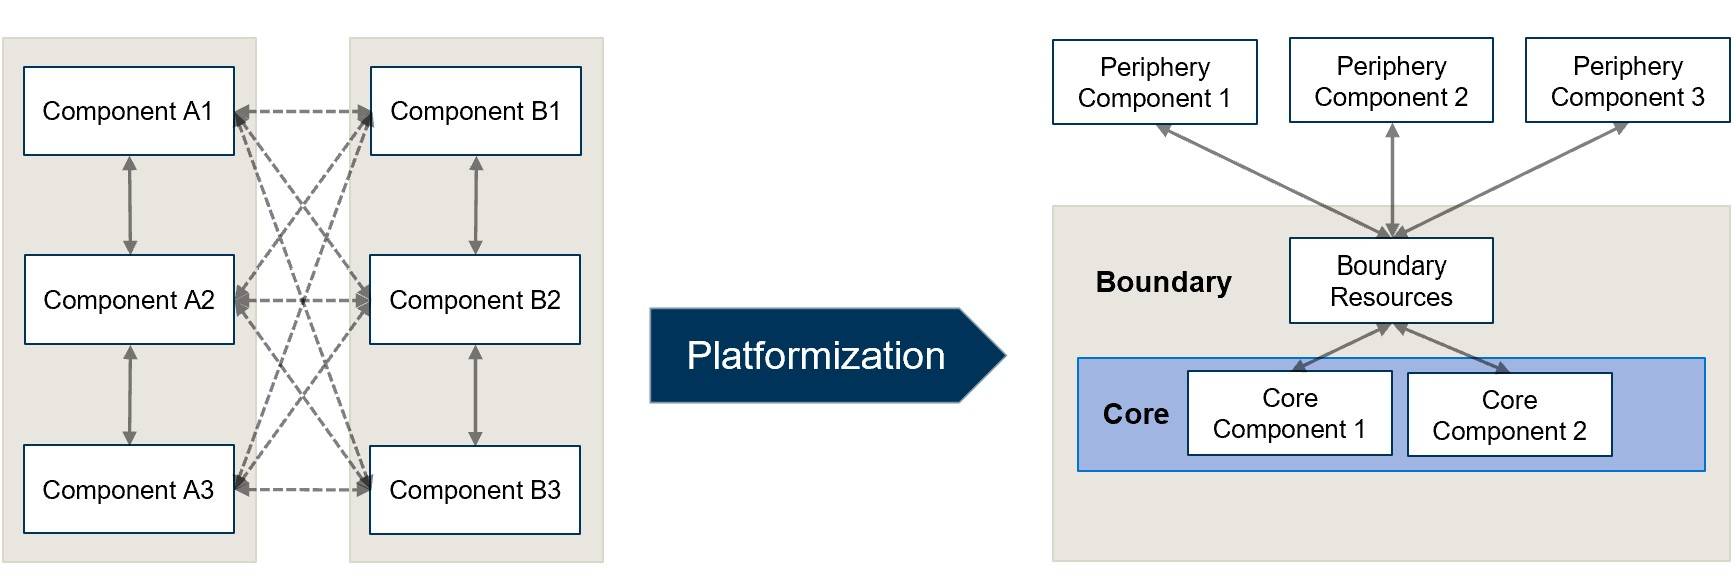 Component A1
Component A2
Component A3
Component B1
Component B2
Component B3
Platformization
Periphery
Component 1
Periphery
Component 2
Periphery
Component 3
Boundary
Boundary
Resources
Core
Core
Component 1
Core
Component 2